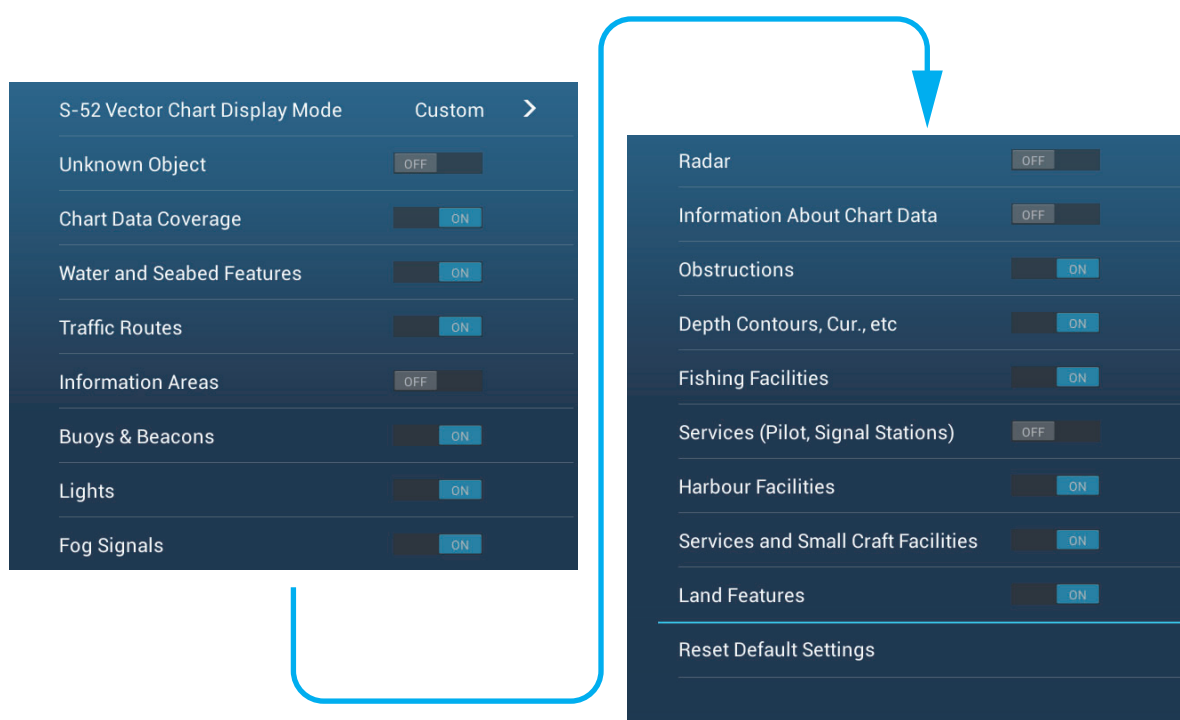 S-52 Vector Chart Display Mode Custom
Unknown Object OFF
Chart Data Coverage ON
Water and Seabed Features ON
Traffic Routes ON
Information Areas OFF
Buoys & Beacons ON
Lights ON
Fog Signals ON
Radar OFF
Information About Chart Data OFF
Obstructions ON
Depth Contours, Cur., etc ON
Fishing Facilities ON
Services (Pilot, Signal Stations) OFF
Harbour Facilities ON
Services and Small Craft Facilities ON
Land Features ON
Reset Default Settings